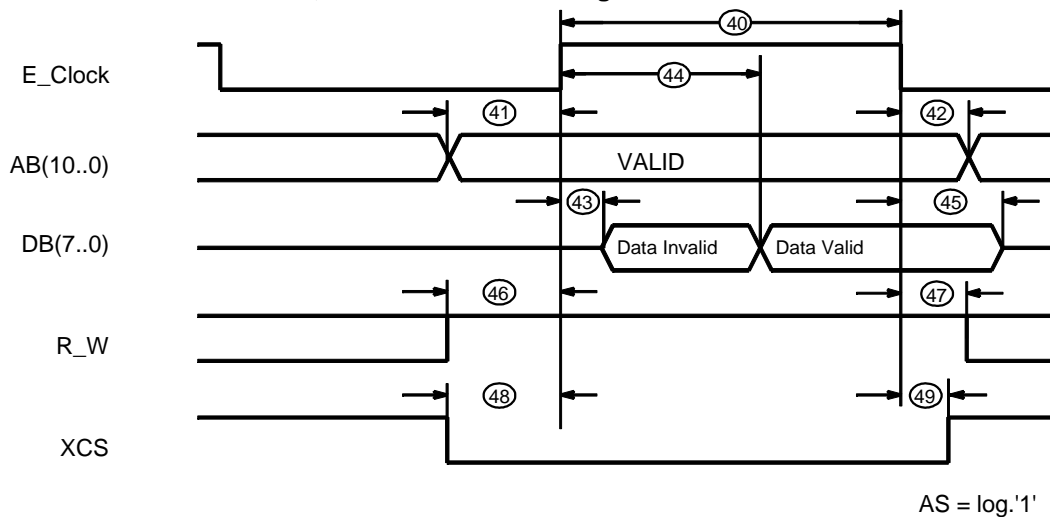 40
E_Clock
44
41
42
AB(10..0)
VALID
43
45
DB(7..0)
Data Invalid
Data Valid
46
47
R_W
48
49
XCS
AS = log.'1'